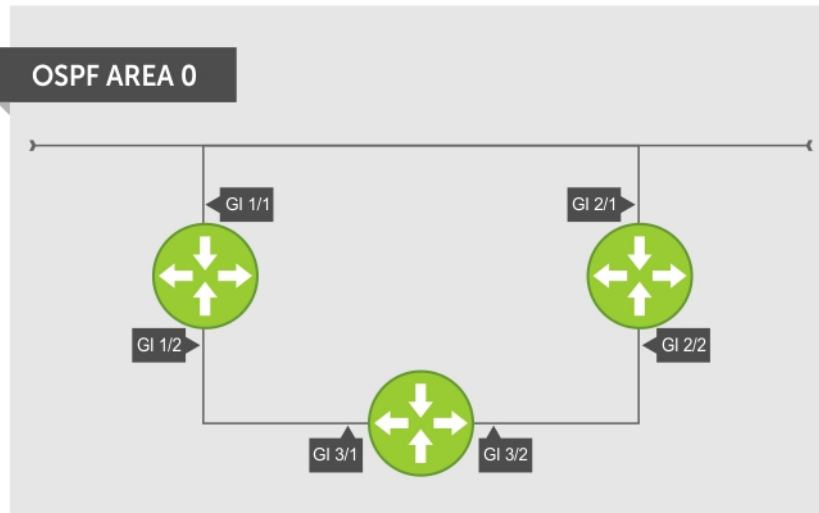 OSPF AREA 0
GI 1/1
GI 2/1
GI 1/2
GI 2/2
GI 3/1
GI 3/2